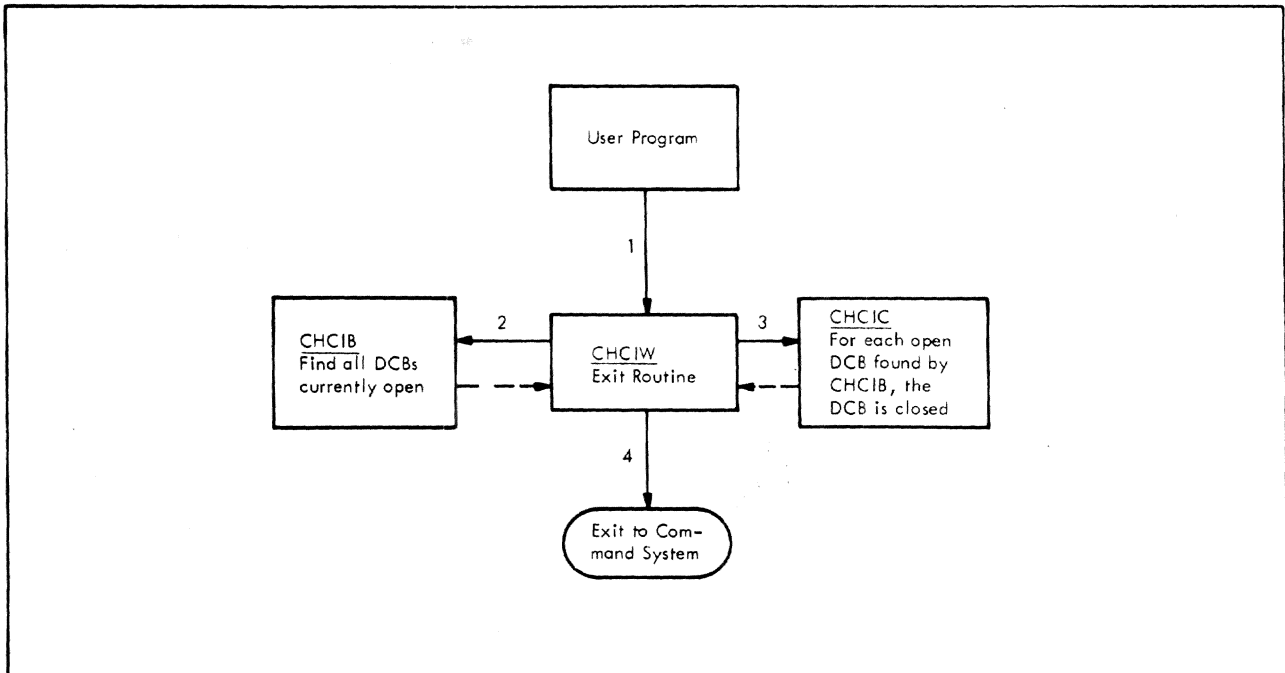 User Program
1
CHCIB
Find all DCBs
currently open
2
CHCIW
Exit Routine
3
CHCIC
For each open
DCB found by
CHCIB, the
DCB is closed
4
Exit to Com-
mand System